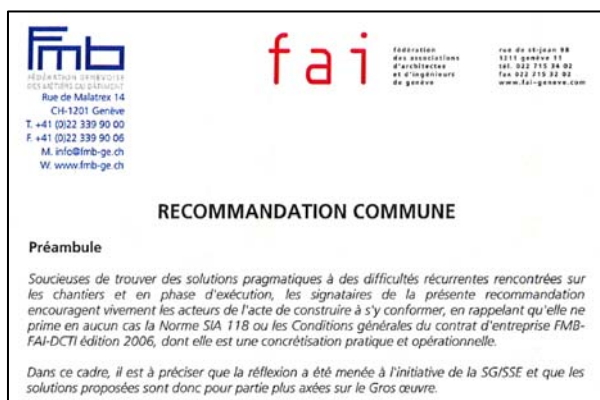 Fmb
FÉDÉRATION GENEVOISE
DES MÉTIERS DU BÂTIMENT
Rue de Malatrex 14
CH-1201 Genève
T. +41 (0)22 339 90 00
F. +41 (0)22 339 90 06
M. info@fmb-ge.ch
W. www.fmb-ge.ch
fai
fédération
des associations
d'architectes
et d'ingénieurs
de genève
rue de st-jean 98
1211 genève 11
tél. 022 715 34 02
fax 022 715 32 02
www.fai-geneve.com
RECOMMANDATION COMMUNE
Préambule
Soucieuses de trouver des solutions pragmatiques à des difficultés récurrentes rencontrées sur
les chantiers et en phase d'exécution, les signataires de la présente recommandation
encouragent vivement les acteurs de l'acte de construire à s'y conformer, en rappelant qu'elle ne
prime en aucun cas la Norme SIA 118 ou les Conditions générales du contrat d'entreprise FMB-
FAI-DCTI édition 2006, dont elle est une concrétisation pratique et opérationnelle.
Dans ce cadre, il est à préciser que la réflexion a été menée à l'initiative de la SG/SSE et que les
solutions proposées sont donc pour partie plus axées sur le Gros œuvre.